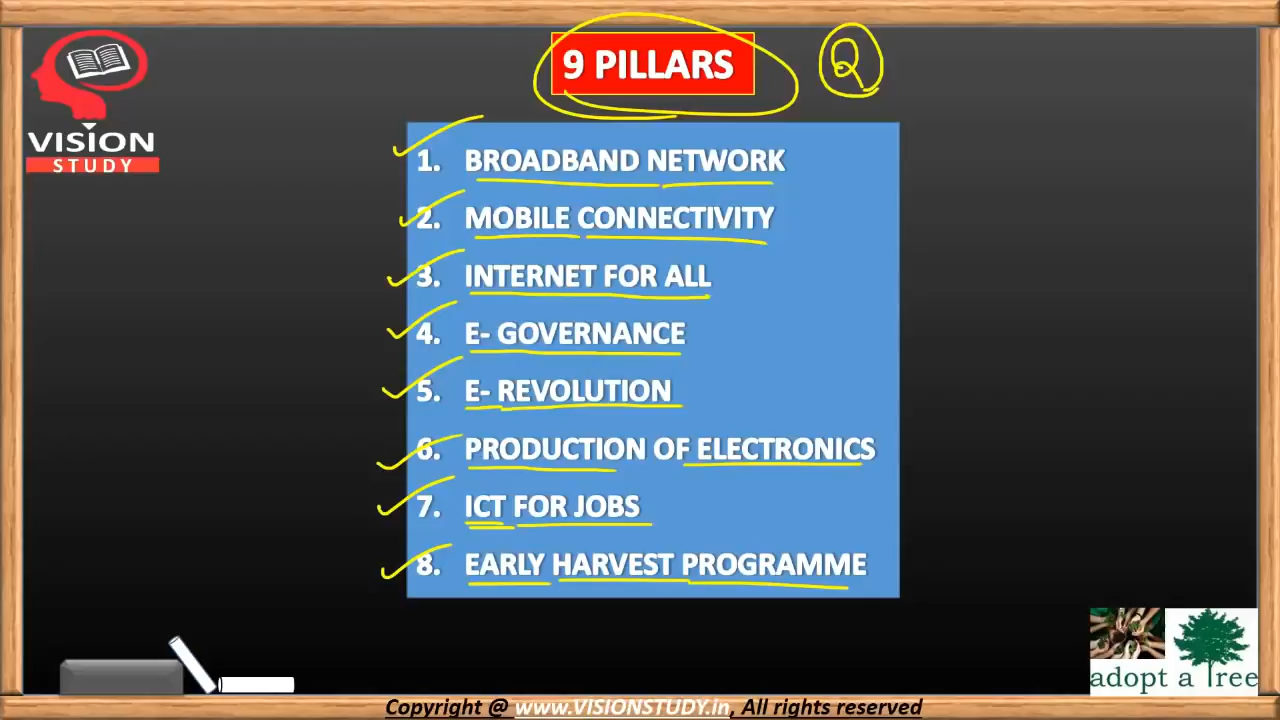 9 PILLARS
Q
VISION
STUDY
1. BROADBAND NETWORK
2. MOBILE CONNECTIVITY
3. INTERNET FOR ALL
4. E- GOVERNANCE
5. E- REVOLUTION
6. PRODUCTION OF ELECTRONICS
7. ICT FOR JOBS
8. EARLY HARVEST PROGRAMME
adopt a Tree
Copyright @ www.VISIONSTUDY.in, All rights reserved